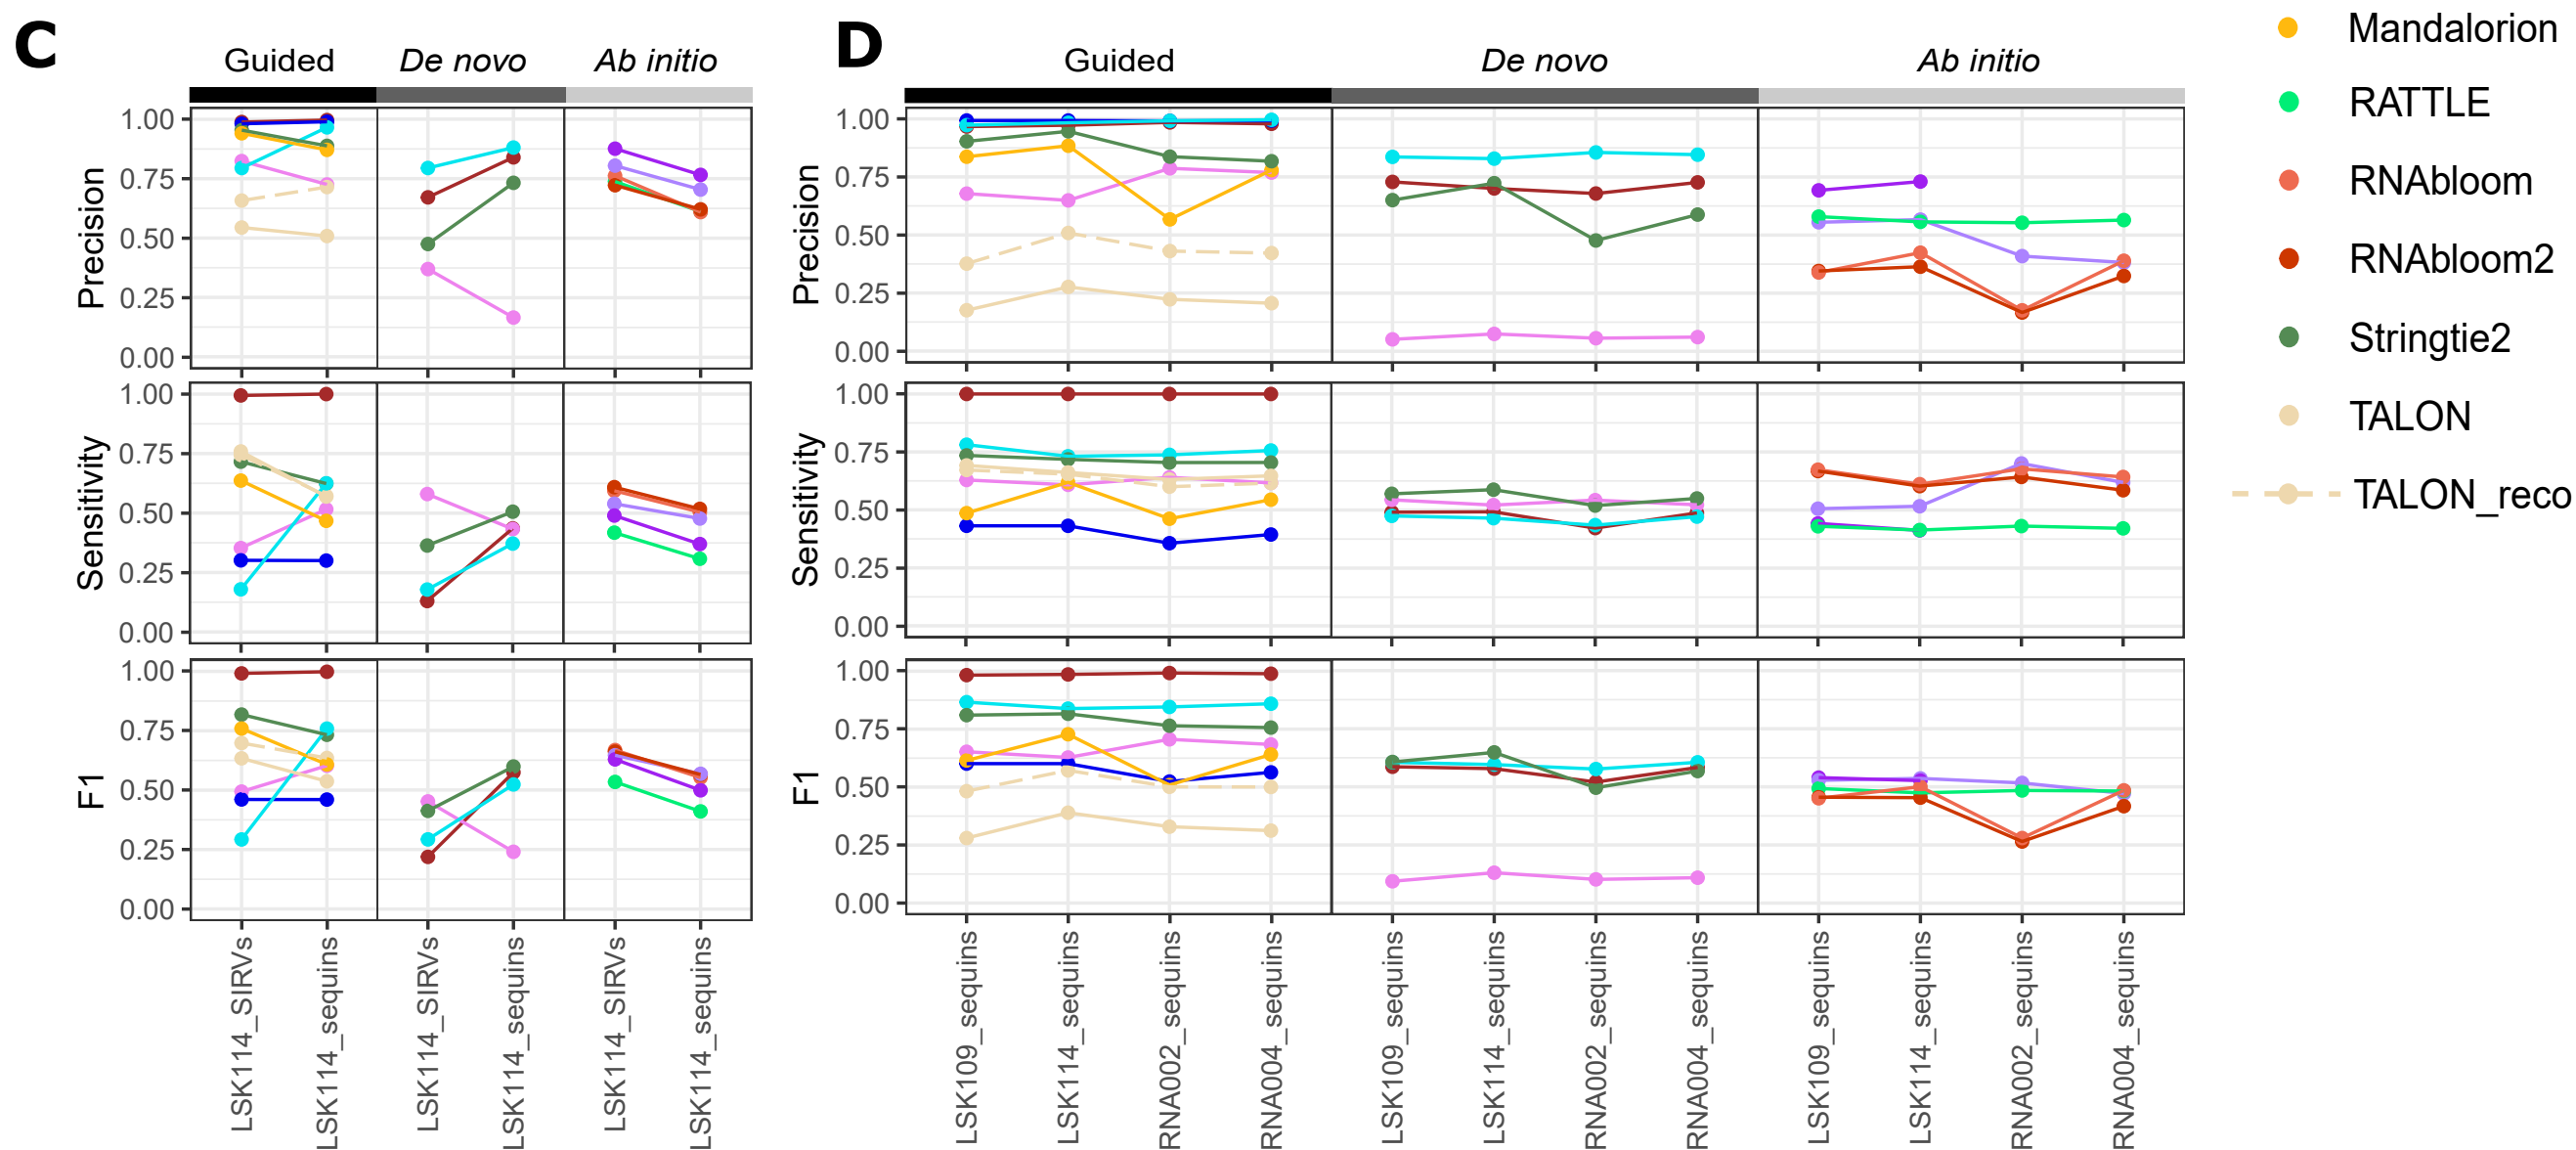 C
Guided
De novo
Ab initio
Precision
1.00
0.75
0.50
0.25
0.00
Sensitivity
1.00
0.75
0.50
0.25
0.00
F1
1.00
0.75
0.50
0.25
0.00
LSK114_SIRVs
LSK114_sequins
LSK114_SIRVs
LSK114_sequins
LSK114_SIRVs
LSK114_sequins
D
Guided
De novo
Ab initio
Precision
1.00
0.75
0.50
0.25
0.00
Sensitivity
1.00
0.75
0.50
0.25
0.00
F1
1.00
0.75
0.50
0.25
0.00
LSK109_sequins
LSK114_sequins
RNA002_sequins
RNA004_sequins
LSK109_sequins
LSK114_sequins
RNA002_sequins
RNA004_sequins
LSK109_sequins
LSK114_sequins
RNA002_sequins
RNA004_sequins
Mandalorion
RATTLE
RNAbloom
RNAbloom2
Stringtie2
TALON
TALON_reco